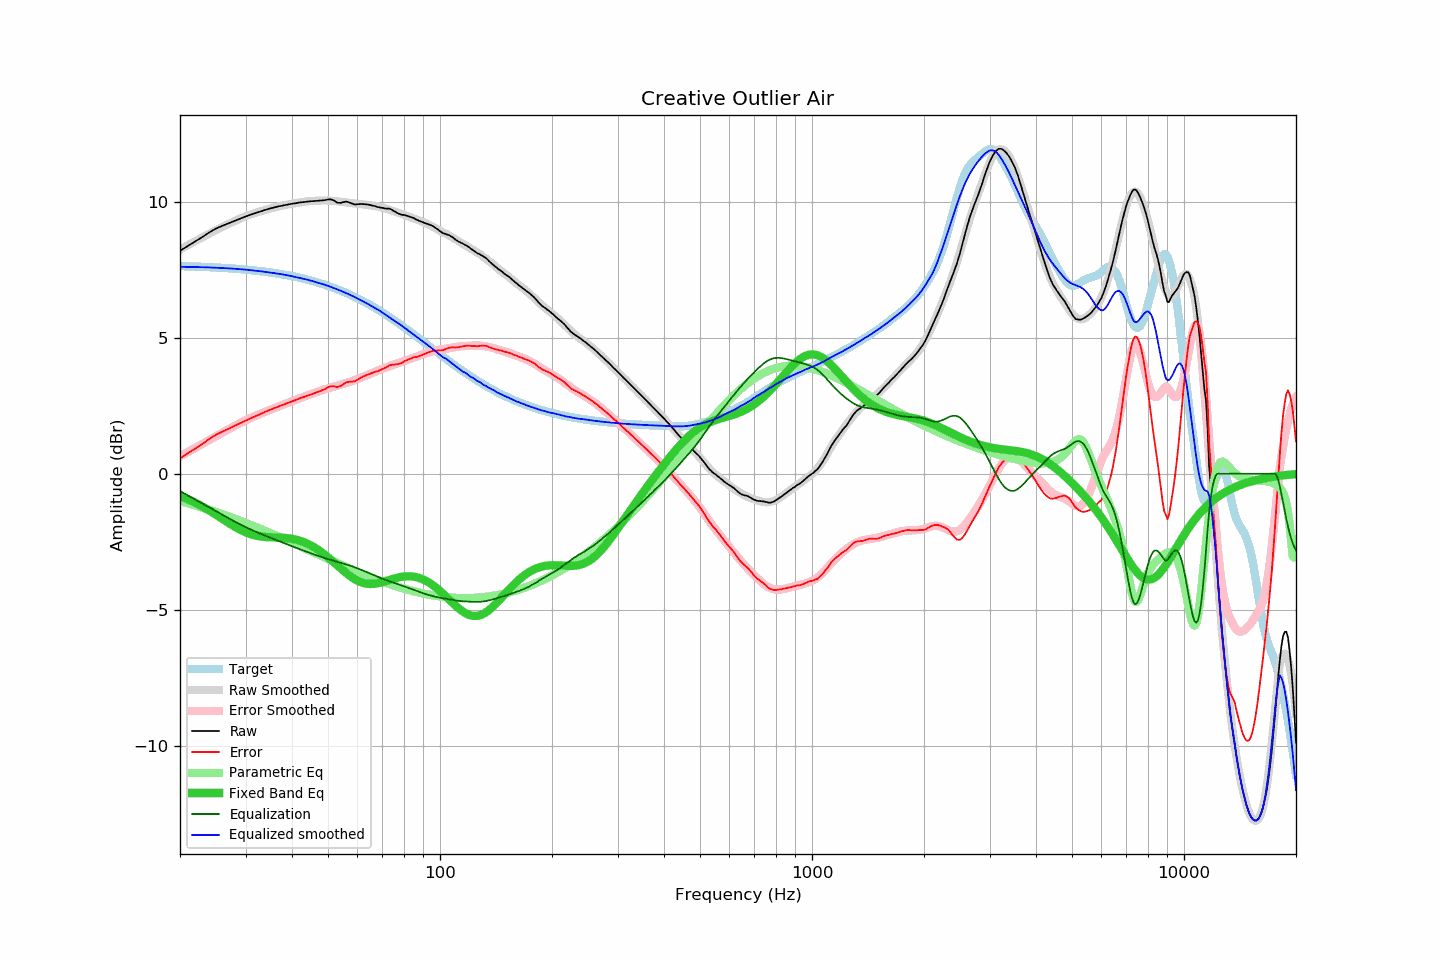 Creative Outlier Air
10
5
0
−5
−10
Amplitude (dBr)
Target
Raw Smoothed
Error Smoothed
Raw
Error
Parametric Eq
Fixed Band Eq
Equalization
Equalized smoothed
100
1000
10000
Frequency (Hz)